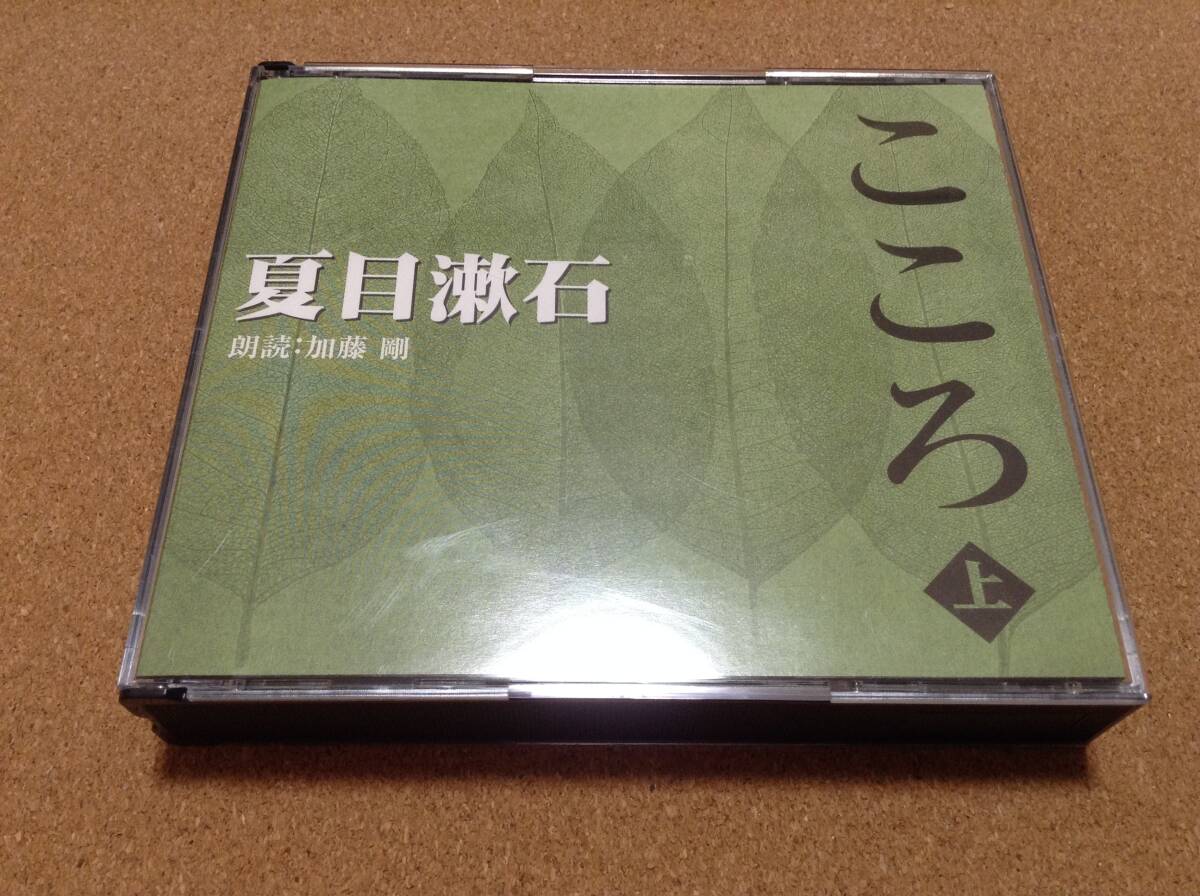 こころ
上
夏目漱石
朗読:加藤 剛